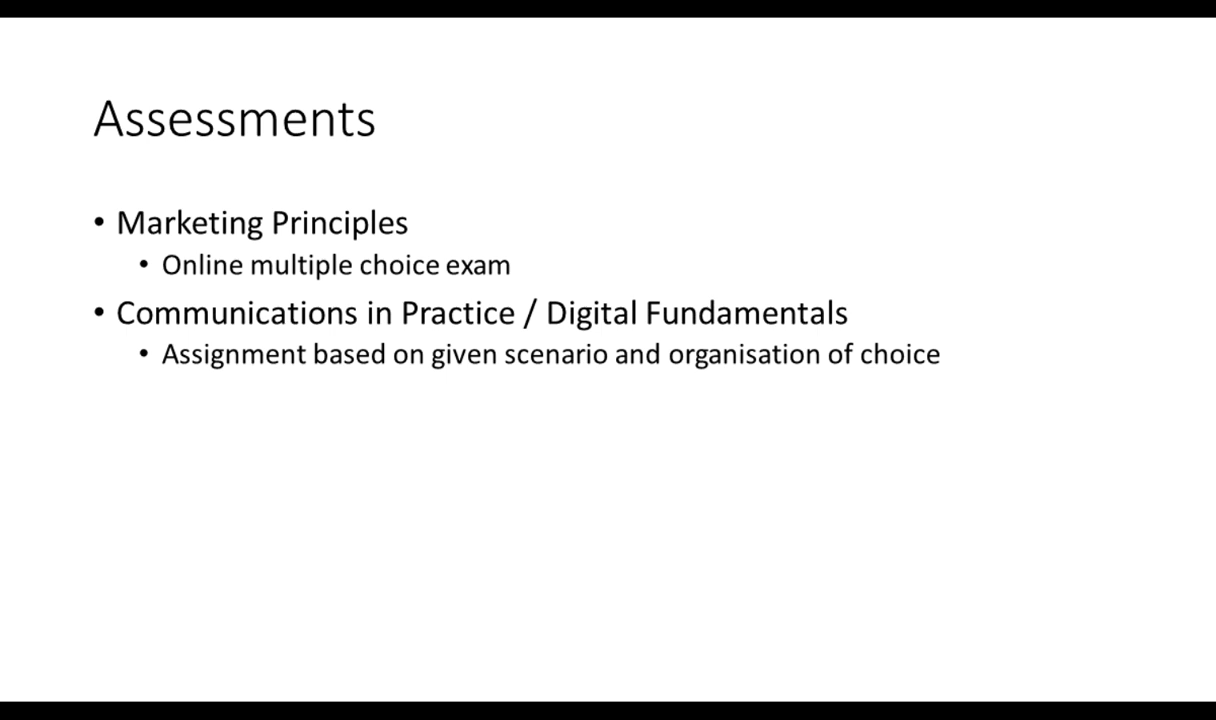 Assessments
• Marketing Principles
• Online multiple choice exam
• Communications in Practice / Digital Fundamentals
• Assignment based on given scenario and organisation of choice